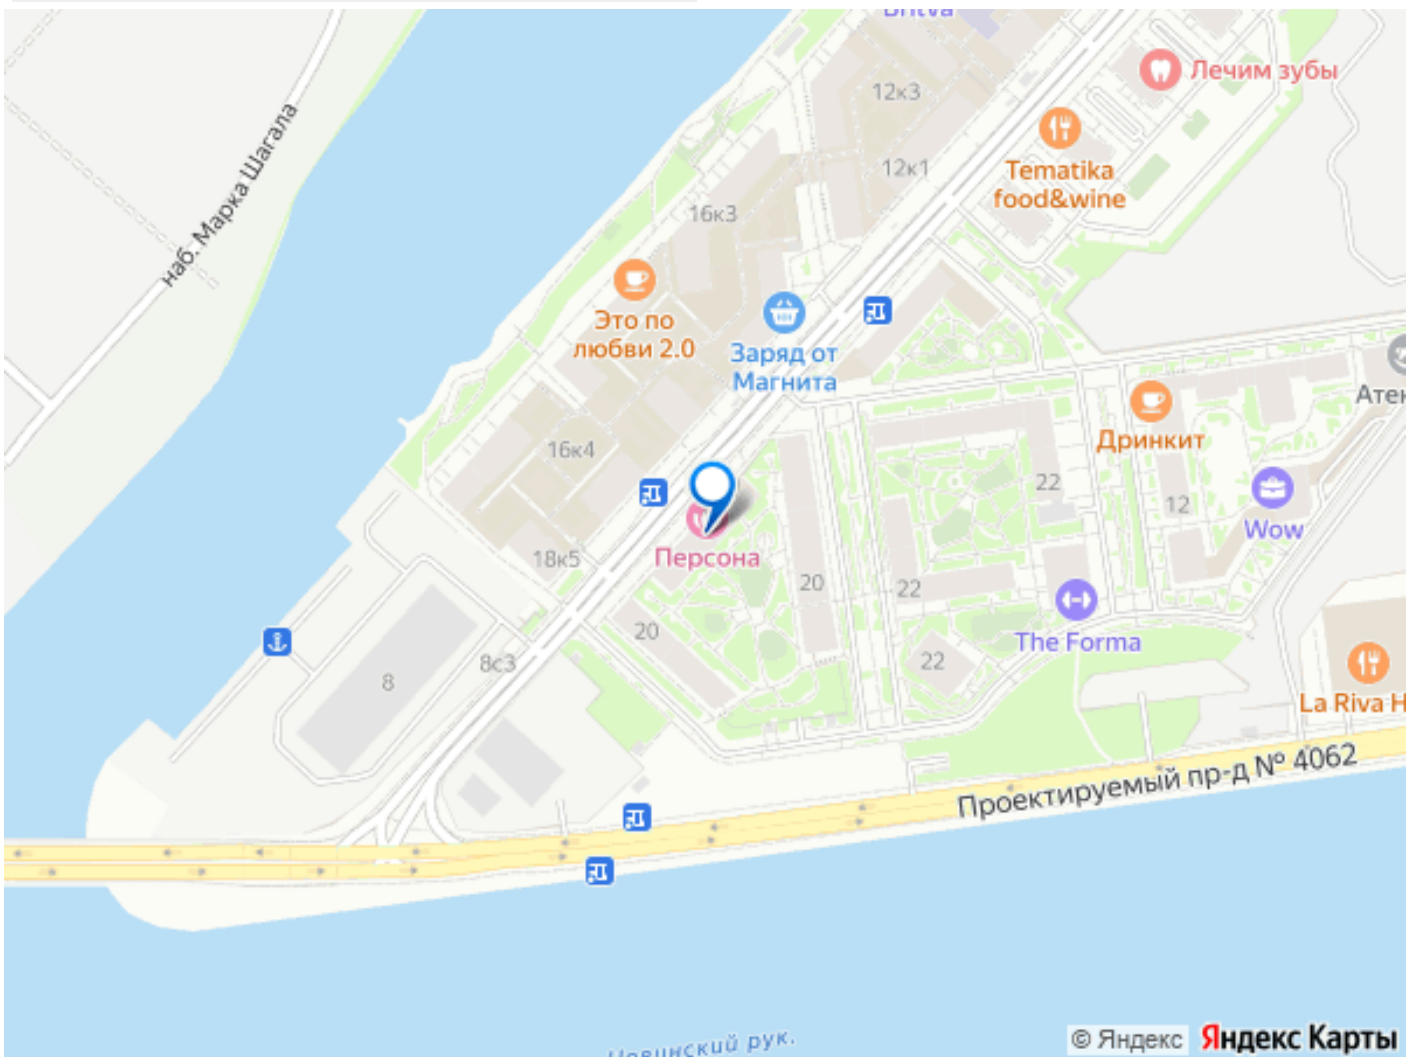 Britva
12к3
Лечим зубы
12к1
Tematika
food&wine
наб. Марка Шагала
16к3
Это по
любви 2.0
Заряд от
Магнита
Дринкит
16к4
22
12
Wow
Персона
18к5
20
22
The Forma
20
22
8с3
8
La Riva H
Проектируемый пр-д № 4062
© Яндекс
Яндекс Карты